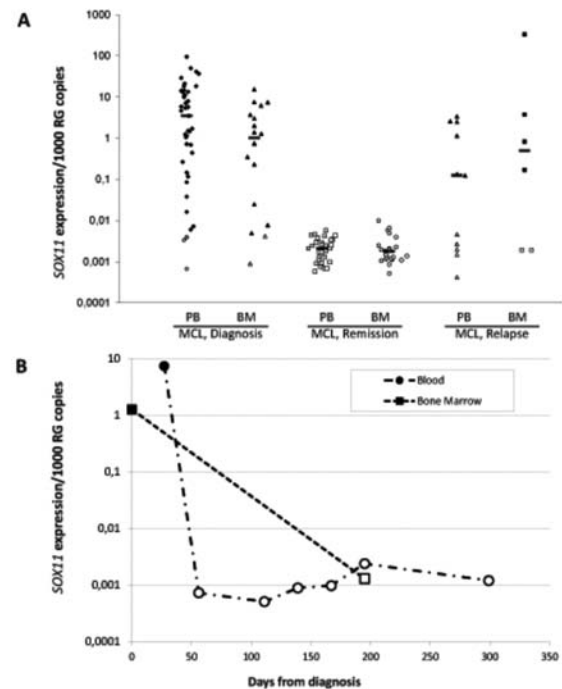 A
SOX11 expression/1000 RG copies
1000
100
10
1
0,1
0,01
0,001
0,0001
PB BM PB BM PB BM
MCL, Diagnosis MCL, Remission MCL, Relapse
B
SOX11 expression/1000 RG copies
10
1
0,1
0,01
0,001
0,0001
Blood
Bone Marrow
0 50 100 150 200 250 300 350
Days from diagnosis